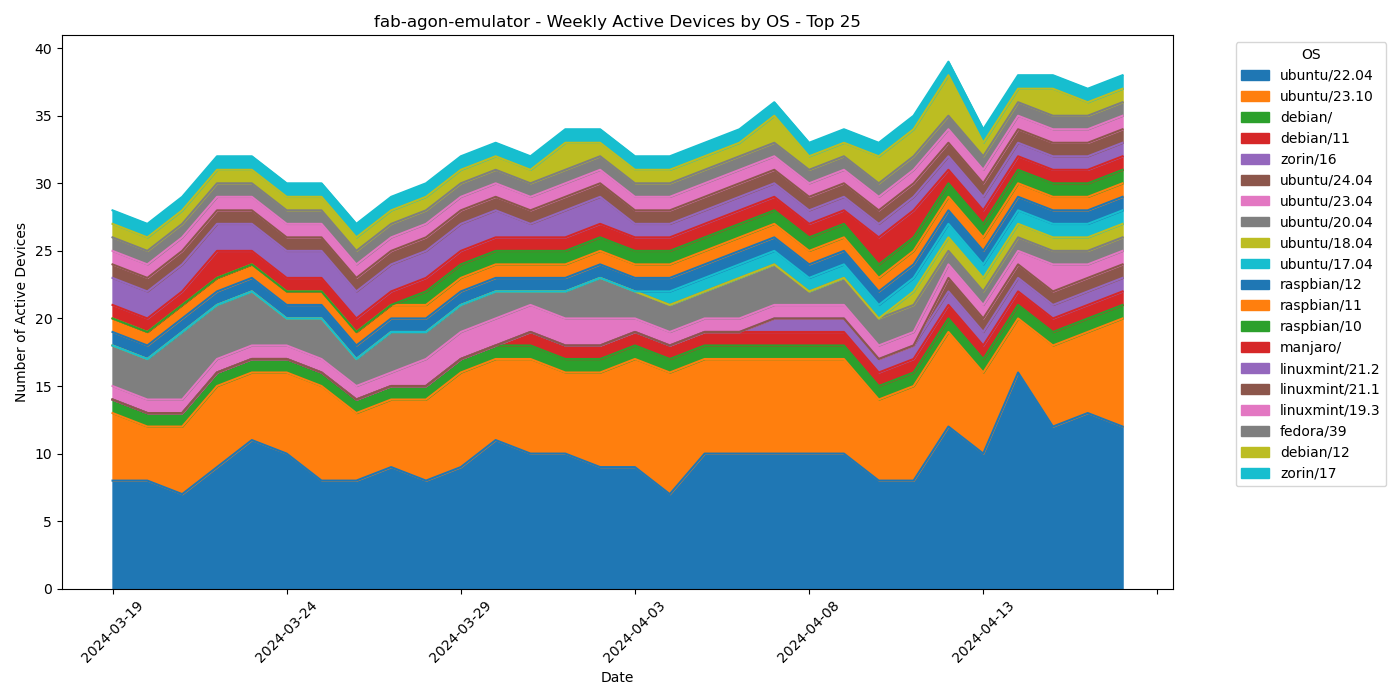 fab-agon-emulator - Weekly Active Devices by OS - Top 25
40
35
30
25
20
15
10
5
0
Number of Active Devices
2024-03-19
2024-03-24
2024-03-29
2024-04-03
2024-04-08
2024-04-13
Date
OS
ubuntu/22.04
ubuntu/23.10
debian/
debian/11
zorin/16
ubuntu/24.04
ubuntu/23.04
ubuntu/20.04
ubuntu/18.04
ubuntu/17.04
raspbian/12
raspbian/11
raspbian/10
manjaro/
linuxmint/21.2
linuxmint/21.1
linuxmint/19.3
fedora/39
debian/12
zorin/17